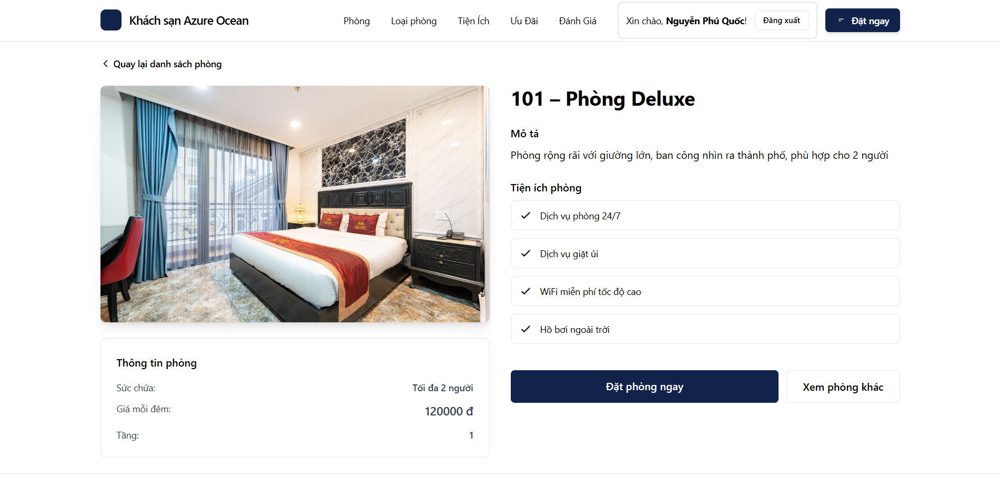 Khách sạn Azure Ocean
Phòng
Loại phòng
Tiện Ích
Ưu Đãi
Đánh Giá
Xin chào, Nguyễn Phú Quốc!
Đăng xuất
Đặt ngay
Quay lại danh sách phòng
101 – Phòng Deluxe
Mô tả
Phòng rộng rãi với giường lớn, ban công nhìn ra thành phố, phù hợp cho 2 người
Tiện ích phòng
Dịch vụ phòng 24/7
Dịch vụ giặt ủi
WiFi miễn phí tốc độ cao
Hồ bơi ngoài trời
Đặt phòng ngay
Xem phòng khác
Thông tin phòng
Sức chứa:
Tối đa 2 người
Giá mỗi đêm:
120000 đ
Tầng:
1